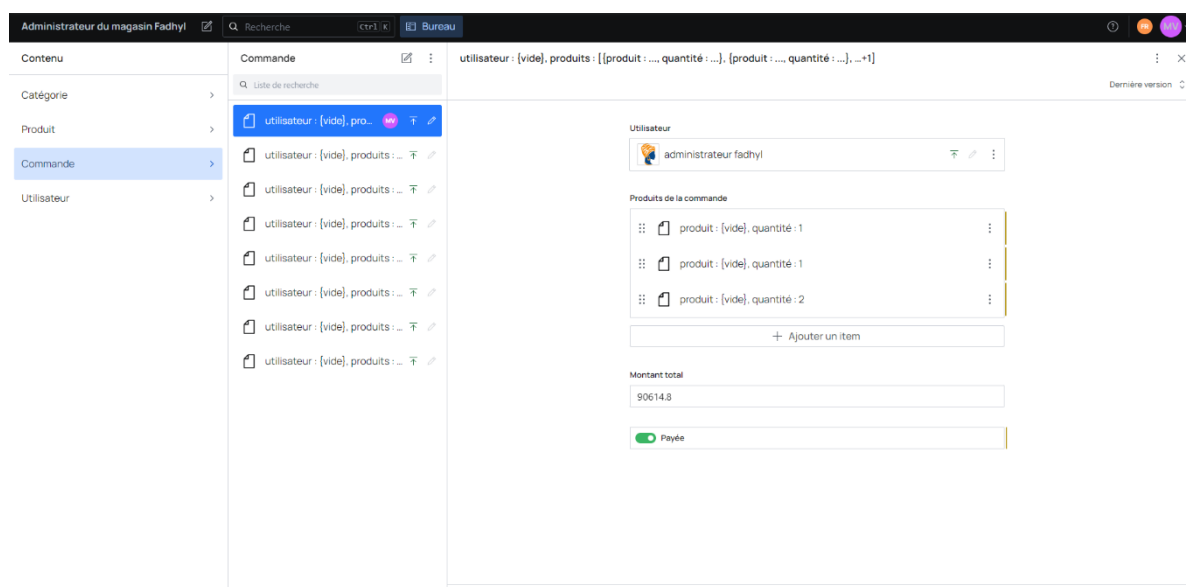 Administrateur du magasin Fadhyl
Recherche
Ctrl K
Bureau
MV
Contenu
Catégorie
Produit
Commande
Utilisateur
Commande
Liste de recherche
utilisateur : {vide}, pro... MV
utilisateur : {vide}, produits : ...
utilisateur : {vide}, produits : ...
utilisateur : {vide}, produits : ...
utilisateur : {vide}, produits : ...
utilisateur : {vide}, produits : ...
utilisateur : {vide}, produits : ...
utilisateur : {vide}, produits : ...
utilisateur : {vide}, produits : [{produit : ..., quantité : ...}, {produit : ..., quantité : ...}, ...+1]
Dernière version
Utilisateur
administrateur fadhyl
Produits de la commande
produit : {vide}, quantité : 1
produit : {vide}, quantité : 1
produit : {vide}, quantité : 2
+ Ajouter un item
Montant total
90614.8
Payée